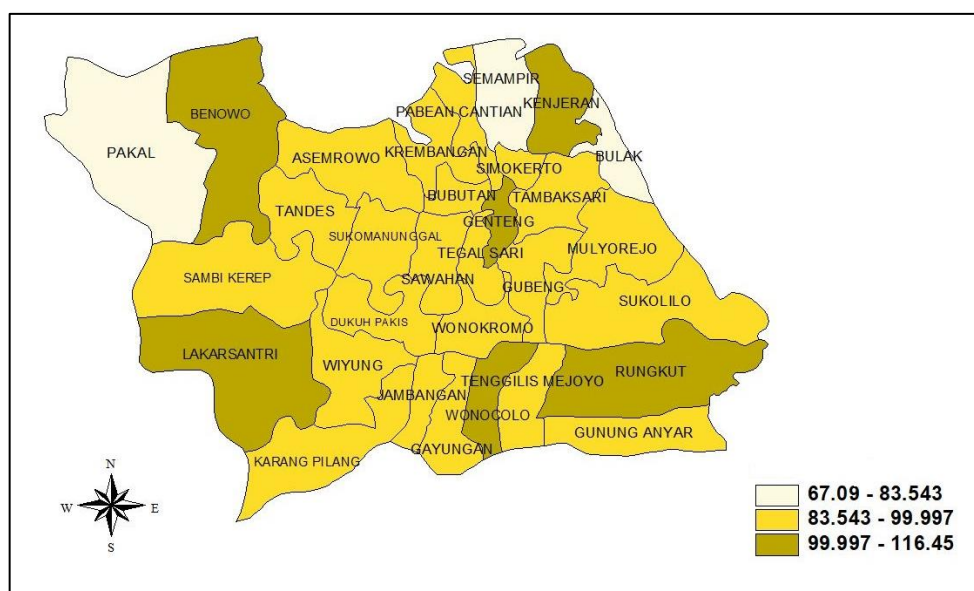 SEMAMPIR
KENJERAN
PABEAN CANTIAN
BENOWO
PAKAL
ASEMROWO
KREMBANGAN
BULAK
SIMOKERTO
BUBUTAN
TAMBAKSARI
TANDES
GENTENG
SUKOMANUNGGAL
TEGAL SARI
MULYOREJO
SAMBI KEREP
SAWAHAN
GUBENG
SUKOLILO
DUKUH PAKIS
WONOKROMO
LAKARSANTRI
WIYUNG
TENGGILIS MEJOYO
RUNGKUT
JAMBANGAN
WONOCOLO
GUNUNG ANYAR
GAYUNGAN
KARANG PILANG
N
W E
S
67.09 - 83.543
83.543 - 99.997
99.997 - 116.45